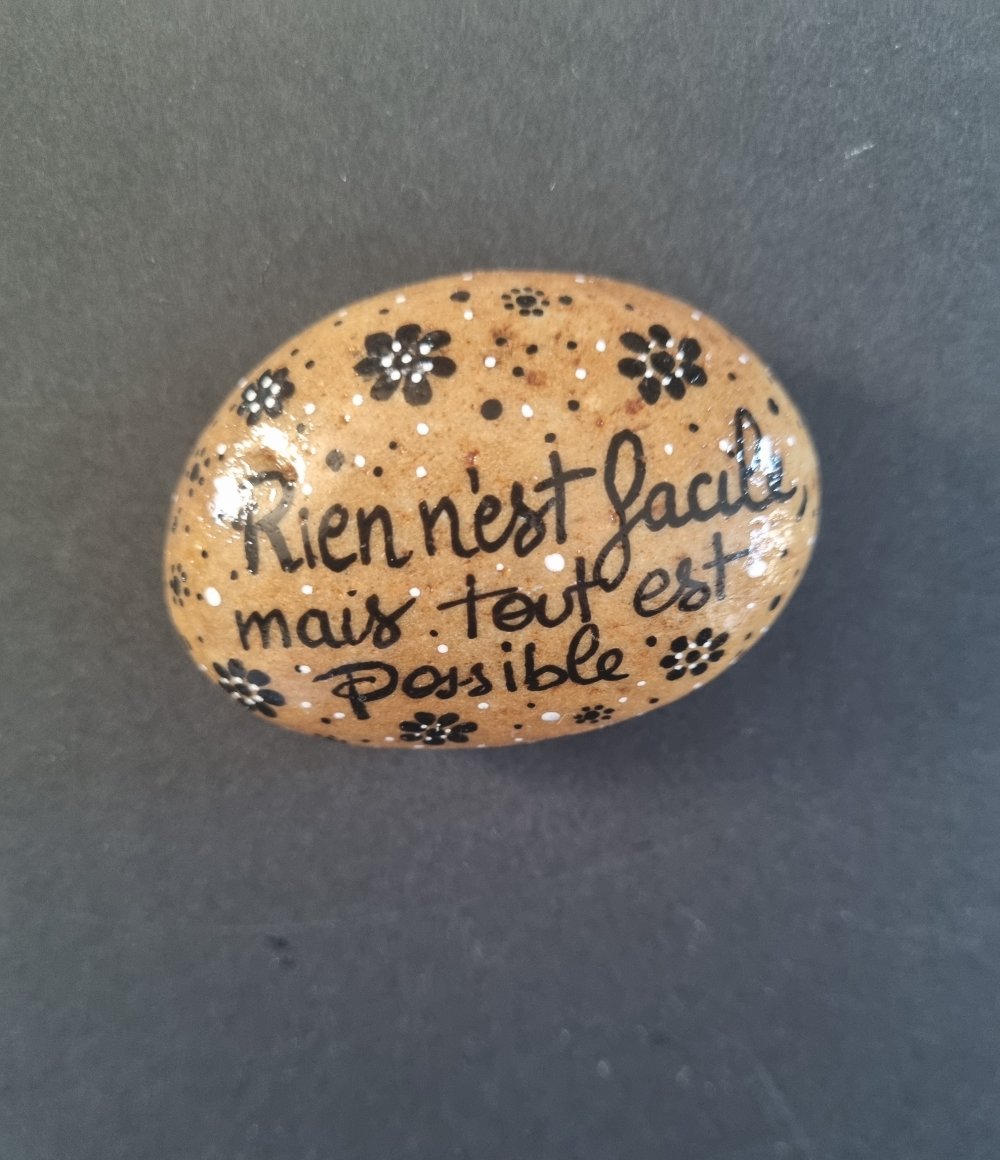 Rien n'est facile,
mais tout est
possible